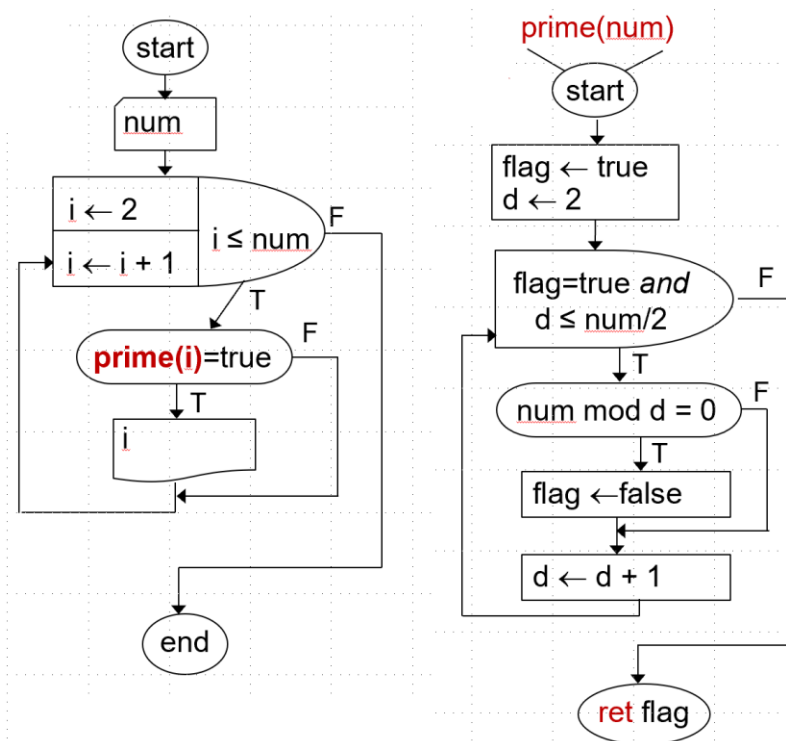 start
num
i ← 2
i ← i + 1
i ≤ num
F
T
prime(i)=true
F
T
i
end
prime(num)
start
flag ← true
d ← 2
flag=true and
d ≤ num/2
F
T
num mod d = 0
F
T
flag ←false
d ← d + 1
ret flag